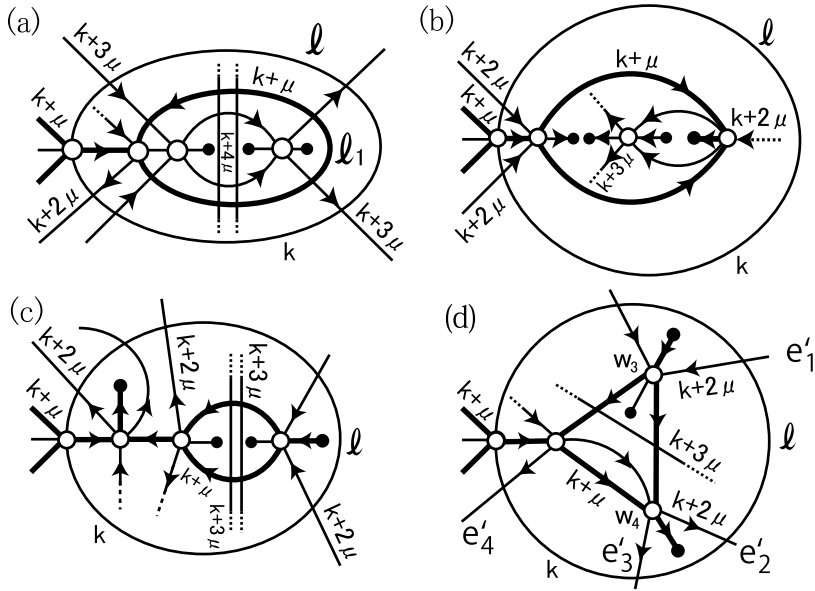 (a)
ℓ
k+3μ
k+μ
k+μ
k+4μ
ℓ₁
k+2μ
k+3μ
k
(b)
ℓ
k+2μ
k+μ
k+μ
k+2μ
k+3μ
k+2μ
k
(c)
k+2μ
k+2μ
k+3μ
k+μ
ℓ
k+μ
k+3μ
k+2μ
k
(d)
w₃
e′₁
k+2μ
k+μ
ℓ
k+3μ
k+μ
w₄
k+2μ
e′₄
e′₃
e′₂
k